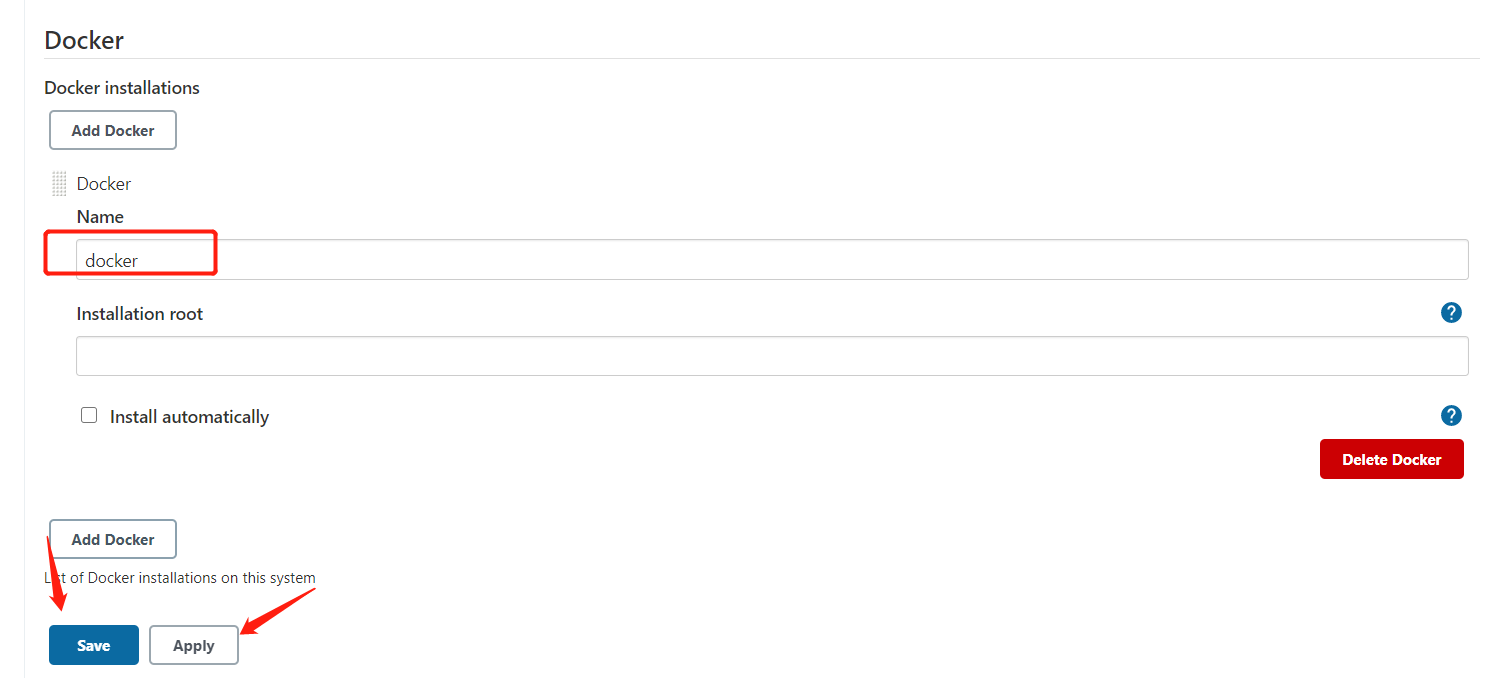 Docker
Docker installations
Add Docker
Docker
Name
docker
Installation root
?
Install automatically
?
Delete Docker
Add Docker
List of Docker installations on this system
Save Apply